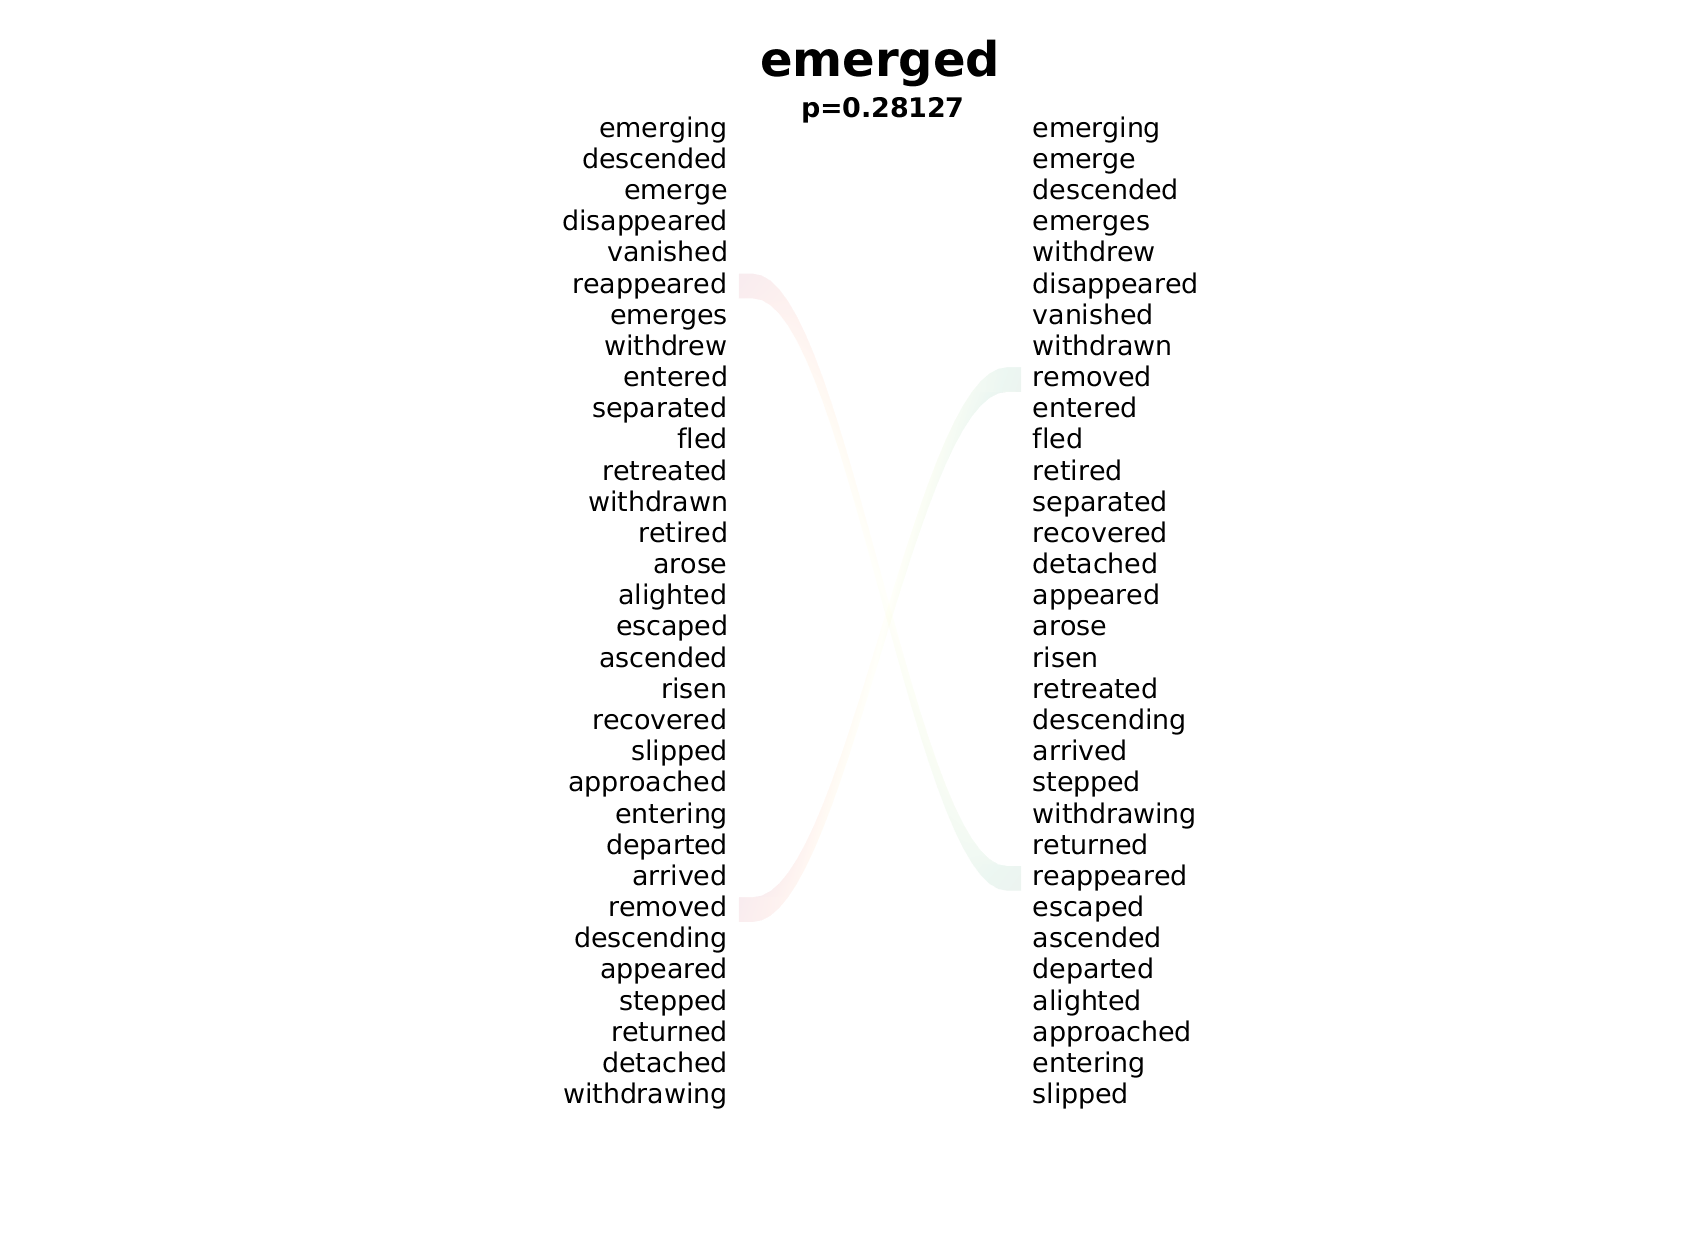 emerged
p=0.28127
emerging emerging
descended emerge
emerge descended
disappeared emerges
vanished withdrew
reappeared disappeared
emerges vanished
withdrew withdrawn
entered removed
separated entered
fled fled
retreated retired
withdrawn separated
retired recovered
arose detached
alighted appeared
escaped arose
ascended risen
risen retreated
recovered descending
slipped arrived
approached stepped
entering withdrawing
departed returned
arrived reappeared
removed escaped
descending ascended
appeared departed
stepped alighted
returned approached
detached entering
withdrawing slipped